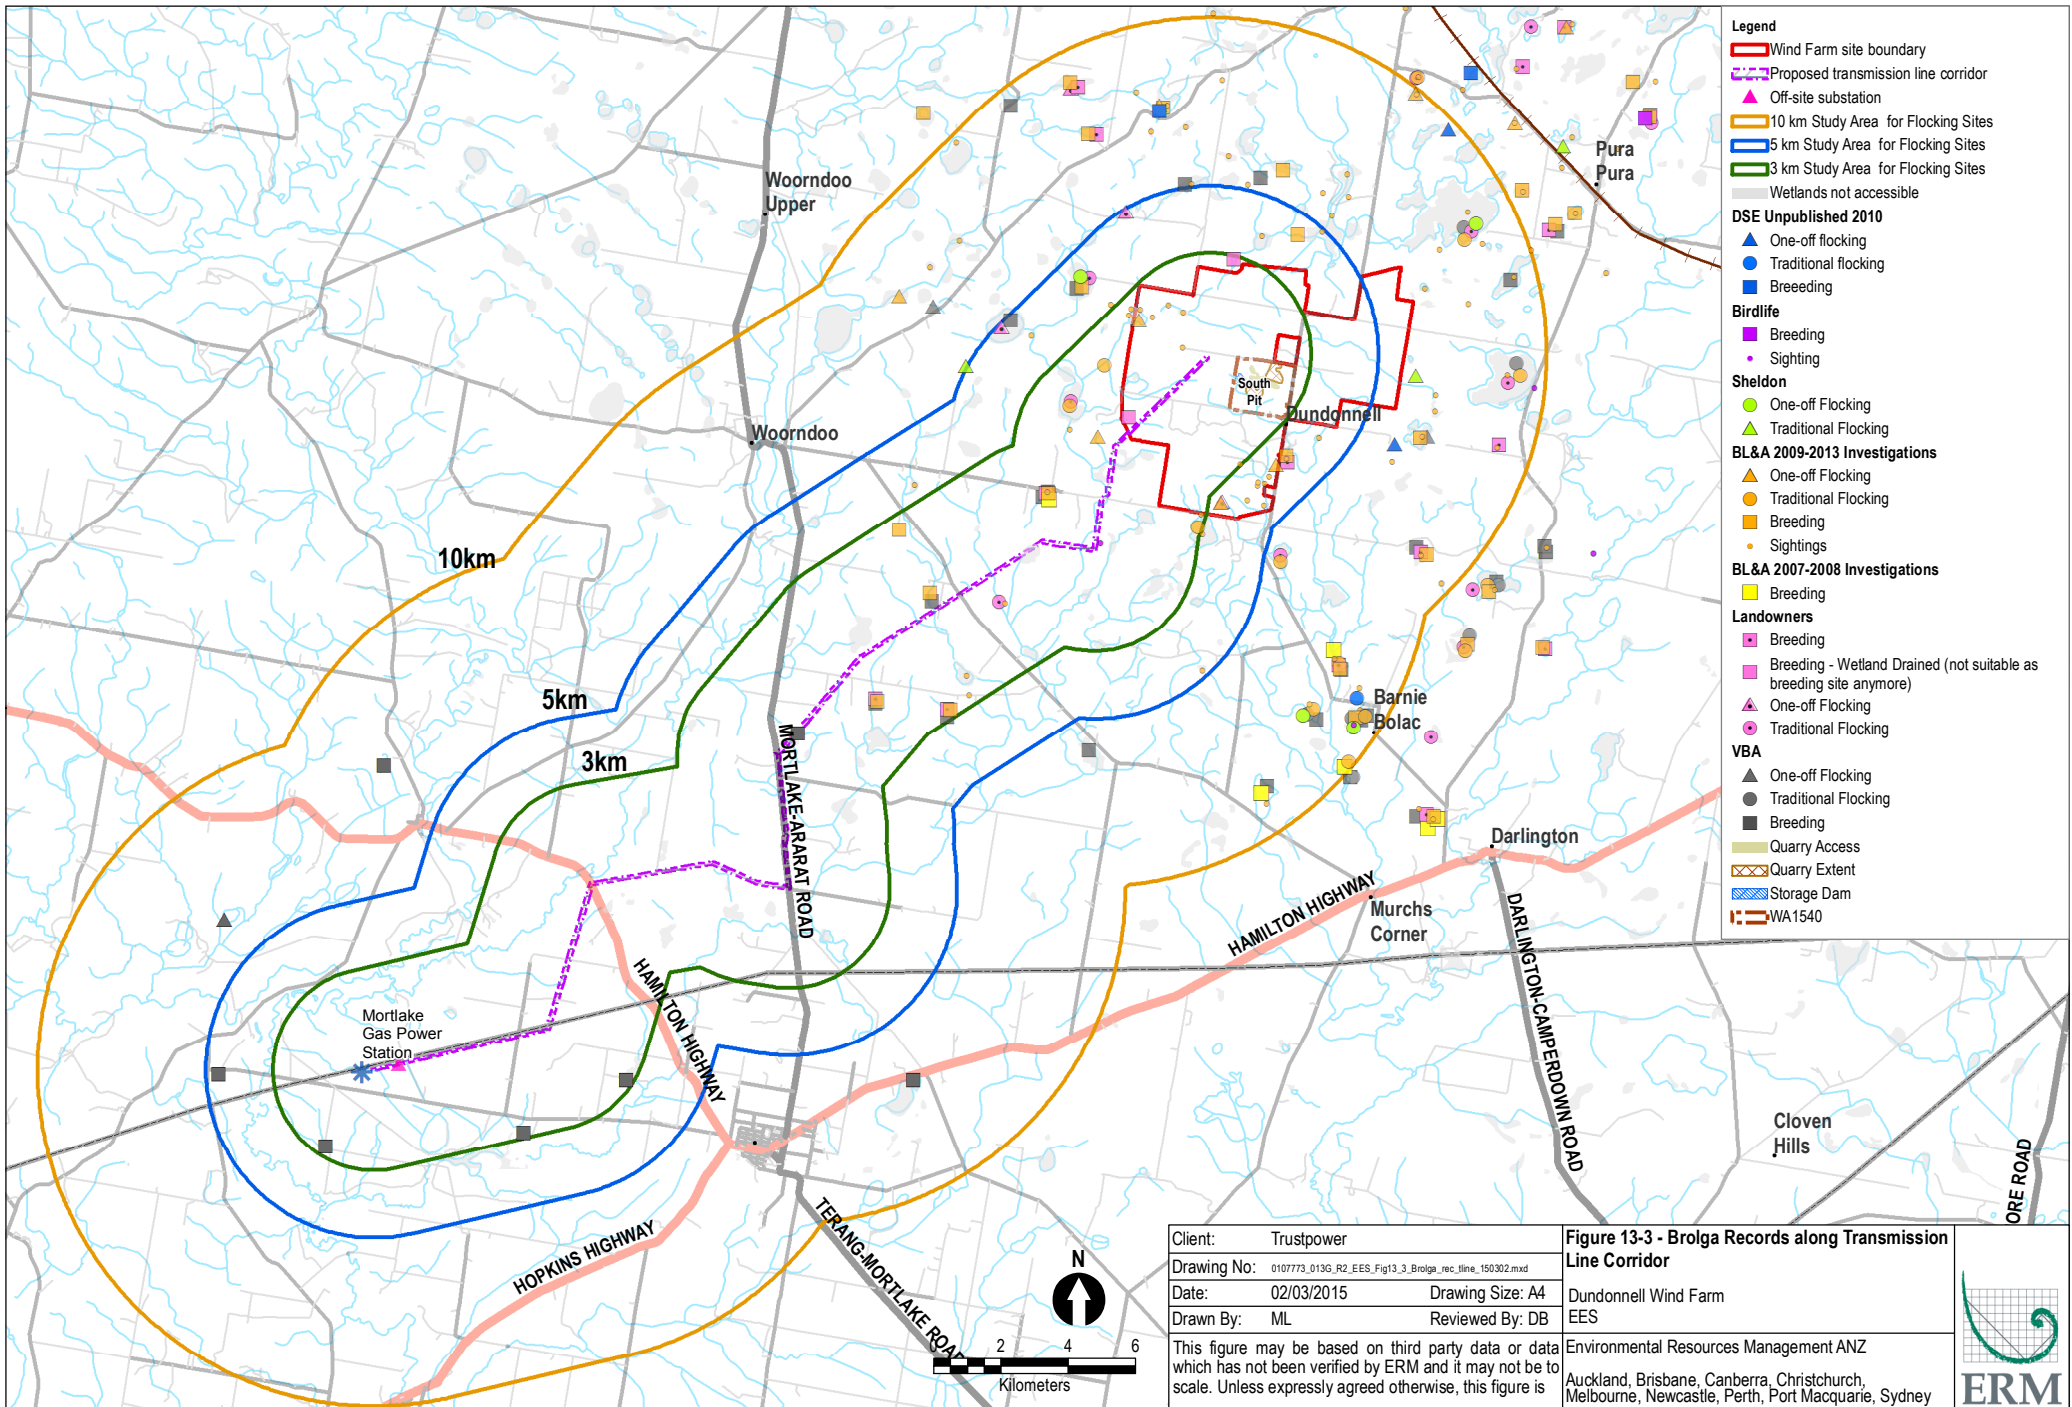 Woorndoo
Upper
Pura
Pura
South
Pit
Dundonnell
Woorndoo
10km
5km
3km
MORTLAKE-ARARAT ROAD
Barnie
Bolac
Darlington
HAMILTON HIGHWAY
Murchs
Corner
HAMILTON HIGHWAY
DARLINGTON-CAMPERDOWN ROAD
Mortlake
Gas Power
Station
Cloven
Hills
ORE ROAD
HOPKINS HIGHWAY
TERANG-MORTLAKE ROAD
N
2 4 6
Kilometers
Legend
Wind Farm site boundary
Proposed transmission line corridor
Off-site substation
10 km Study Area for Flocking Sites
5 km Study Area for Flocking Sites
3 km Study Area for Flocking Sites
Wetlands not accessible
DSE Unpublished 2010
One-off flocking
Traditional flocking
Breeeding
Birdlife
Breeding
Sighting
Sheldon
One-off Flocking
Traditional Flocking
BL&A 2009-2013 Investigations
One-off Flocking
Traditional Flocking
Breeding
Sightings
BL&A 2007-2008 Investigations
Breeding
Landowners
Breeding
Breeding - Wetland Drained (not suitable as
breeding site anymore)
One-off Flocking
Traditional Flocking
VBA
One-off Flocking
Traditional Flocking
Breeding
Quarry Access
Quarry Extent
Storage Dam
WA1540
Client: Trustpower
Drawing No: 0107773_013G_R2_EES_Fig13_3_Brolga_rec_tline_150302.mxd
Date: 02/03/2015 Drawing Size: A4
Drawn By: ML Reviewed By: DB
This figure may be based on third party data or data
which has not been verified by ERM and it may not be to
scale. Unless expressly agreed otherwise, this figure is
Figure 13-3 - Brolga Records along Transmission
Line Corridor
Dundonnell Wind Farm
EES
Environmental Resources Management ANZ
Auckland, Brisbane, Canberra, Christchurch,
Melbourne, Newcastle, Perth, Port Macquarie, Sydney
ERM